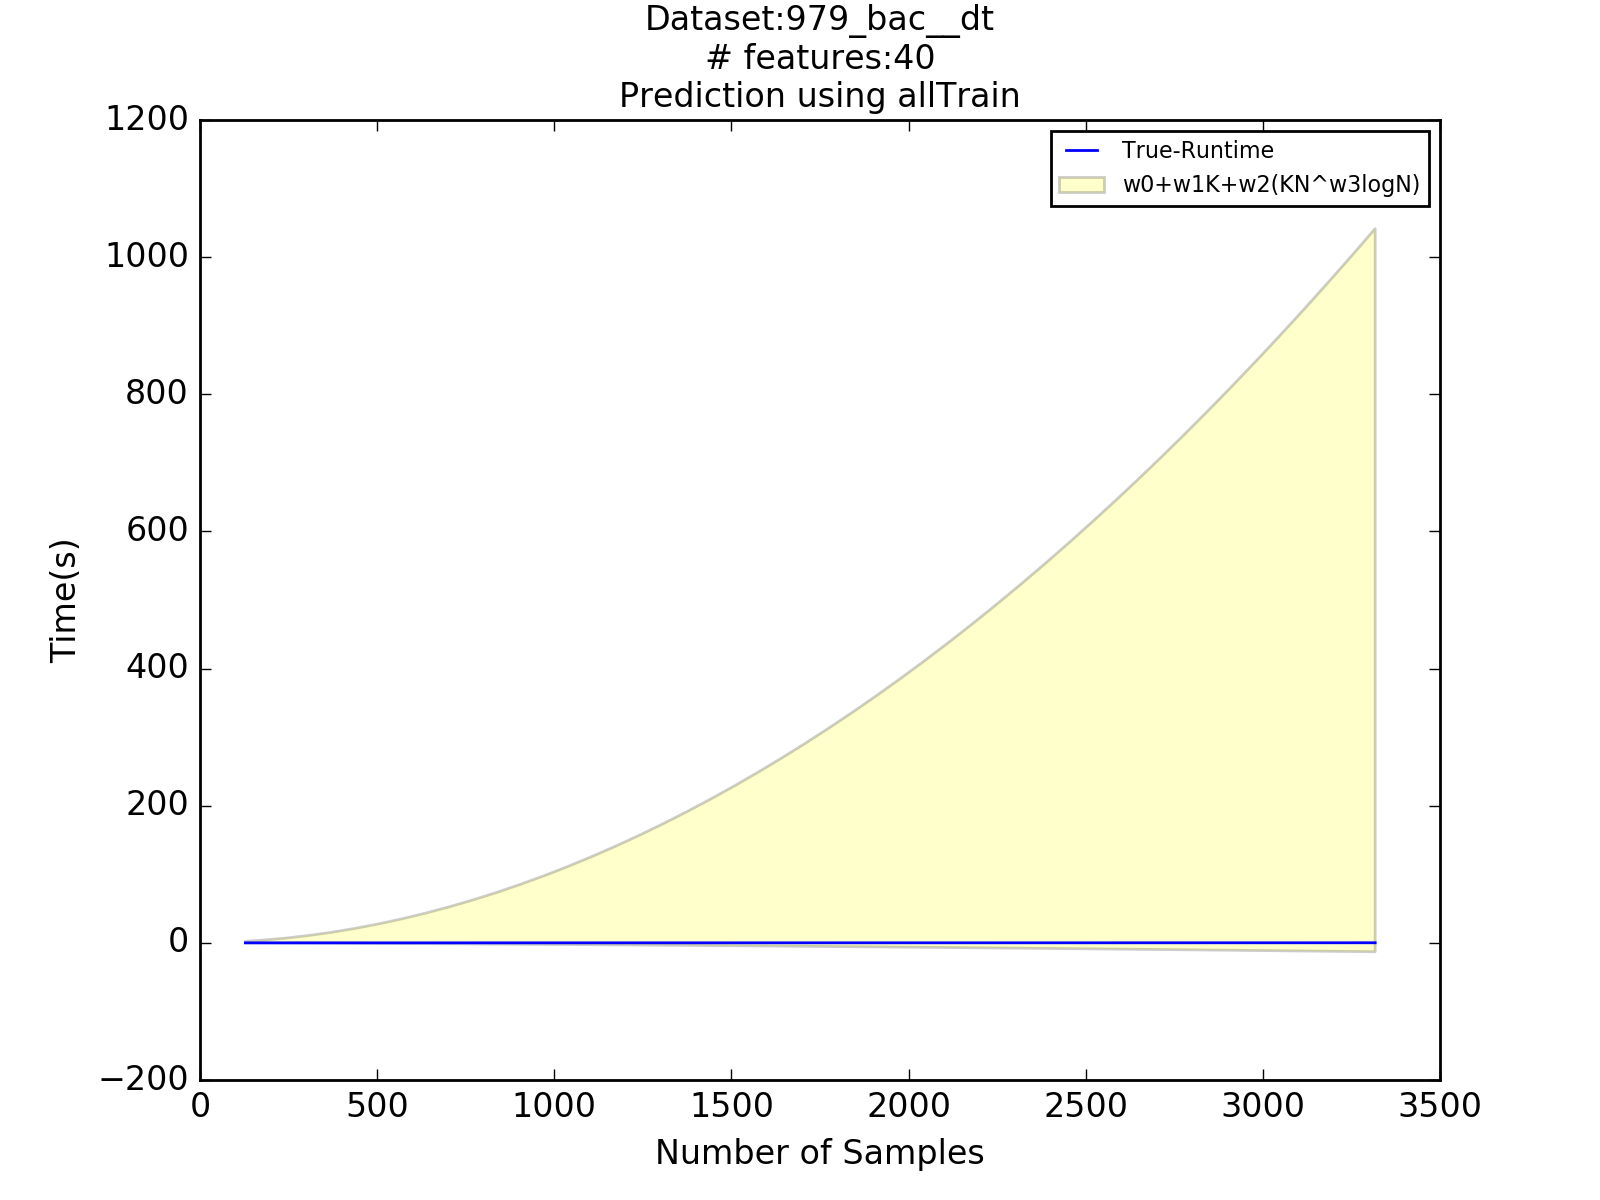 Dataset:979_bac__dt
# features:40
Prediction using allTrain
1200
1000
800
600
400
200
0
−200
Time(s)
True-Runtime
w0+w1K+w2(KN^w3logN)
0 500 1000 1500 2000 2500 3000 3500
Number of Samples